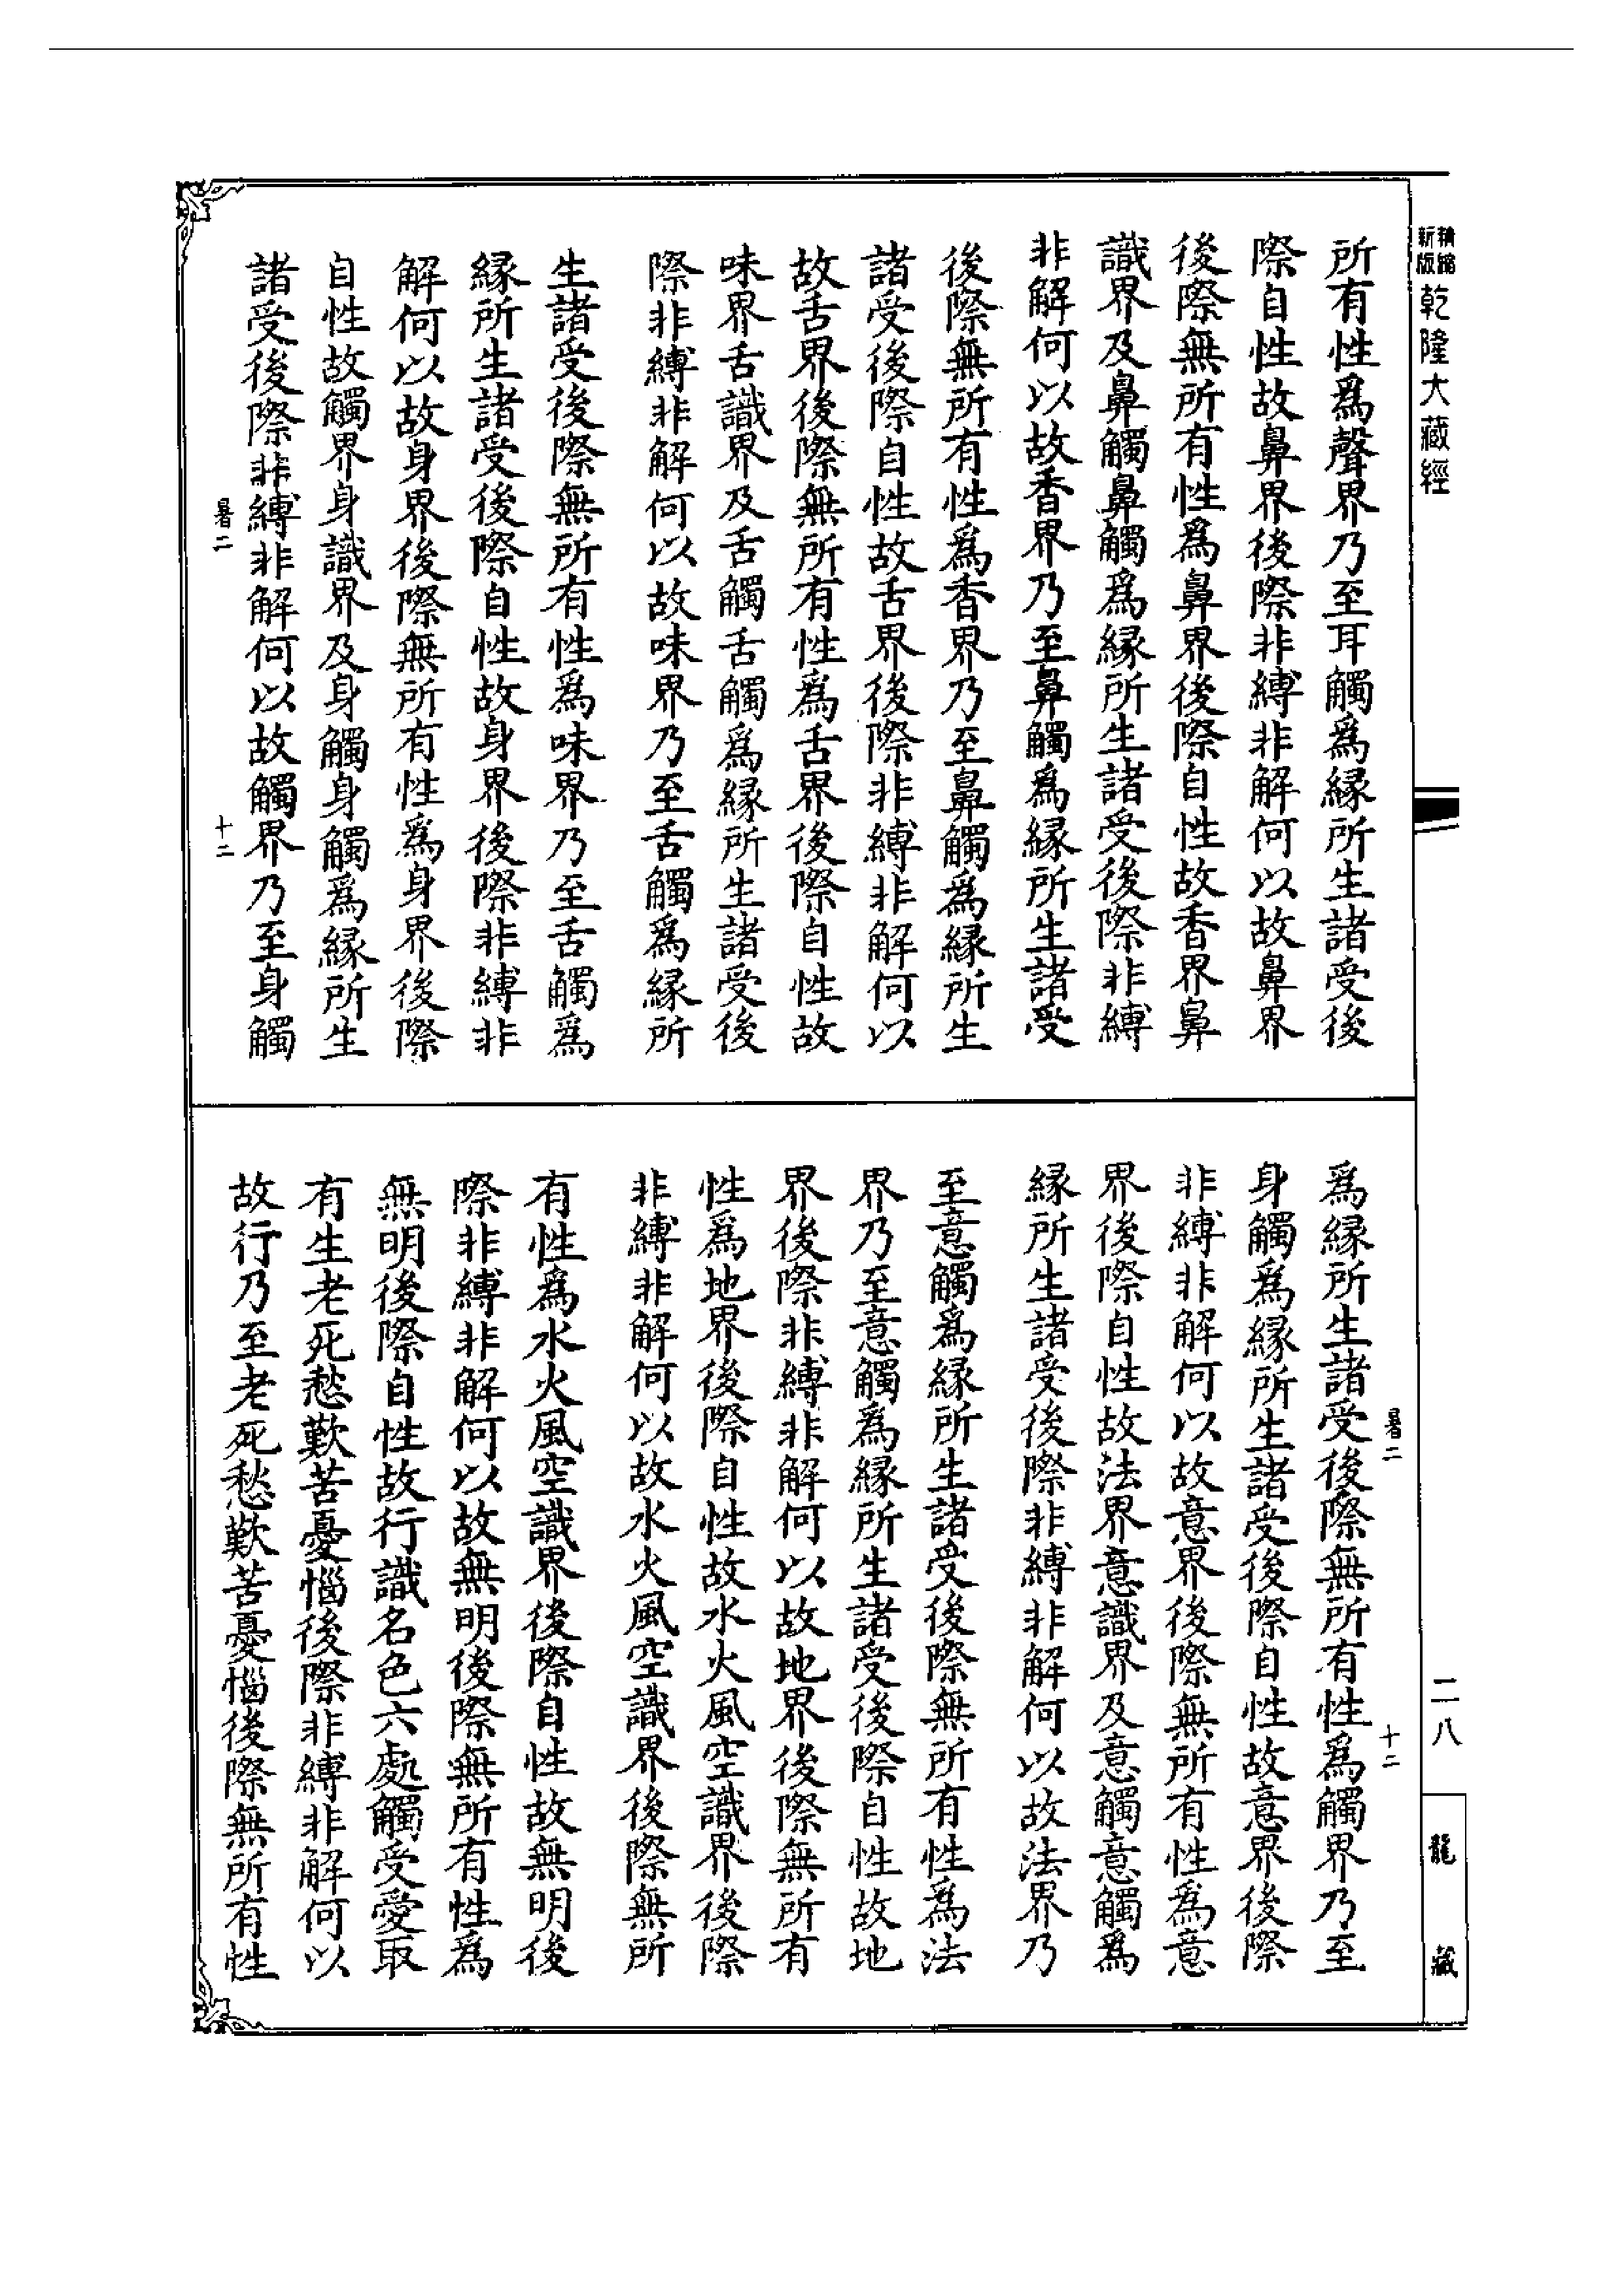 精縮新版乾隆大藏經
所有性爲聲界乃至耳觸爲緣所生諸受後
際自性故鼻界後際非縛非解何以故鼻界
後際無所有性爲鼻界後際自性故香界鼻
識界及鼻觸鼻觸爲緣所生諸受後際非縛
非解何以故香界乃至鼻觸爲緣所生諸受
後際無所有性爲香界乃至鼻觸爲緣所生
諸受後際自性故舌界後際非縛非解何以
故舌界後際無所有性爲舌界後際自性故
味界舌識界及舌觸舌觸爲緣所生諸受後
際非縛非解何以故味界乃至舌觸爲緣所
生諸受後際無所有性爲味界乃至舌觸爲
緣所生諸受後際自性故身界後際非縛非
解何以故身界後際無所有性爲身界後際
自性故觸界身識界及身觸身觸爲緣所生
諸受後際非縛非解何以故觸界乃至身觸
暑二 十二
暑二 十二
爲緣所生諸受後際無所有性爲觸界乃至
身觸爲緣所生諸受後際自性故意界後際
非縛非解何以故意界後際無所有性爲意
界後際自性故法界意識界及意觸意觸爲
緣所生諸受後際非縛非解何以故法界乃
至意觸爲緣所生諸受後際無所有性爲法
界乃至意觸爲緣所生諸受後際自性故地
界後際非縛非解何以故地界後際無所有
性爲地界後際自性故水火風空識界後際
非縛非解何以故水火風空識界後際無所
有性爲水火風空識界後際自性故無明後
際非縛非解何以故無明後際無所有性爲
無明後際自性故行識名色六處觸受愛取
有生老死愁歎苦憂惱後際非縛非解何以
故行乃至老死愁歎苦憂惱後際無所有性
二八
龍藏